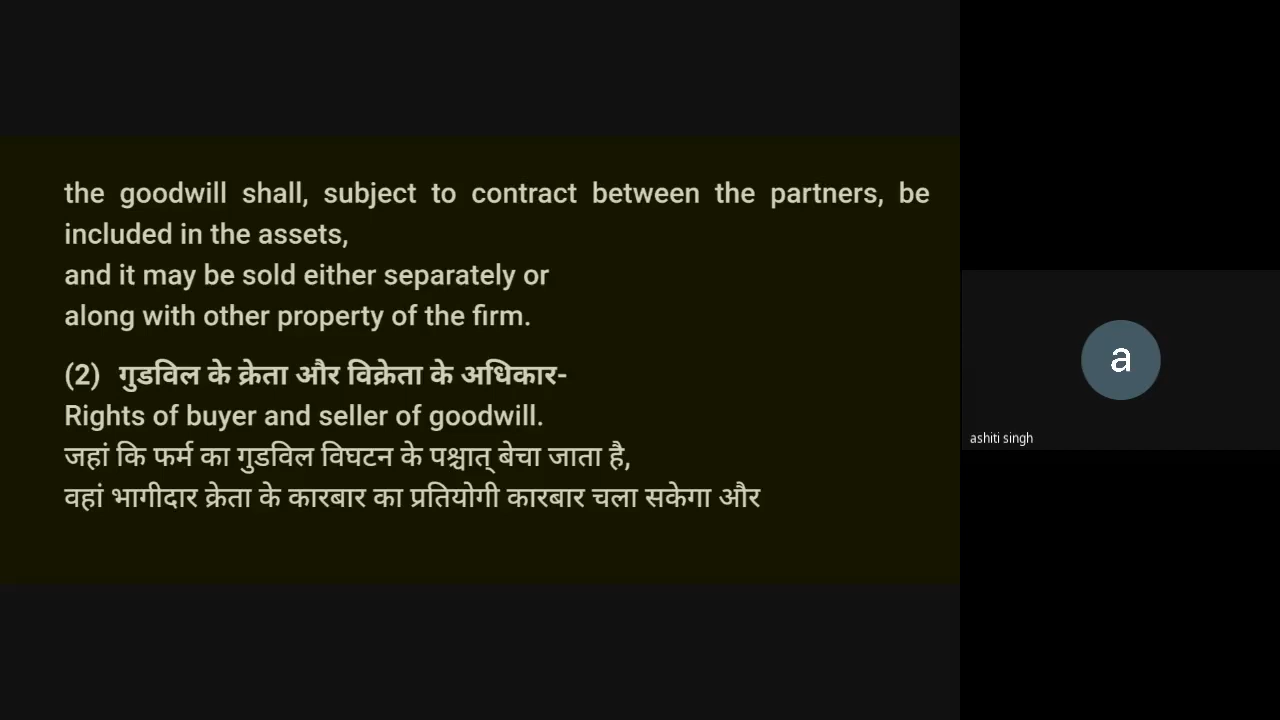 the goodwill shall, subject to contract between the partners, be
included in the assets,
and it may be sold either separately or
along with other property of the firm.
(2) गुडविल के क्रेता और विक्रेता के अधिकार-
Rights of buyer and seller of goodwill.
जहां कि फर्म का गुडविल विघटन के पश्चात् बेचा जाता है,
वहां भागीदार क्रेता के कारबार का प्रतियोगी कारबार चला सकेगा और
a
ashiti singh